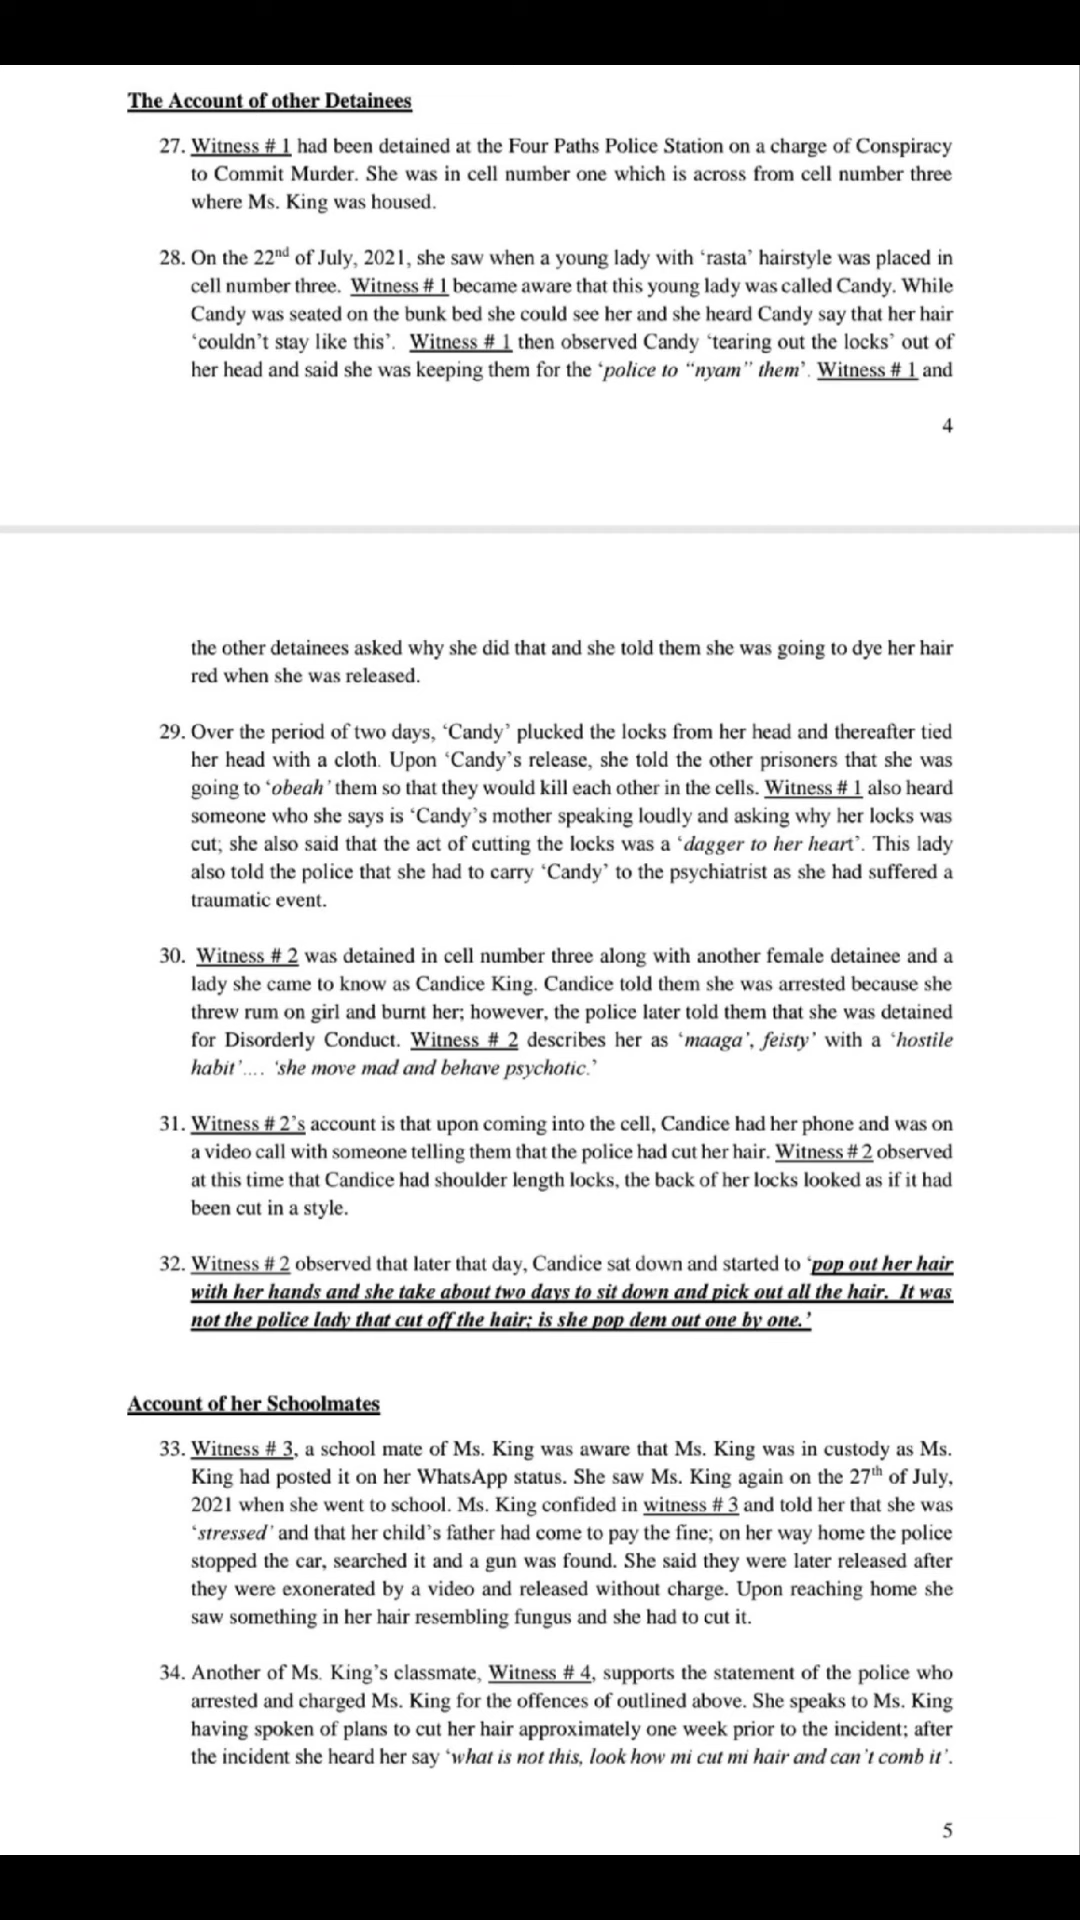 The Account of other Detainees
27. Witness # 1 had been detained at the Four Paths Police Station on a charge of Conspiracy
to Commit Murder. She was in cell number one which is across from cell number three
where Ms. King was housed.
28. On the 22nd of July, 2021, she saw when a young lady with ‘rasta’ hairstyle was placed in
cell number three. Witness # 1 became aware that this young lady was called Candy. While
Candy was seated on the bunk bed she could see her and she heard Candy say that her hair
‘couldn’t stay like this’. Witness # 1 then observed Candy ‘tearing out the locks’ out of
her head and said she was keeping them for the ‘police to “nyam” them’. Witness # 1 and
4
the other detainees asked why she did that and she told them she was going to dye her hair
red when she was released.
29. Over the period of two days, ‘Candy’ plucked the locks from her head and thereafter tied
her head with a cloth. Upon ‘Candy’s release, she told the other prisoners that she was
going to ‘obeah’ them so that they would kill each other in the cells. Witness # 1 also heard
someone who she says is ‘Candy’s mother speaking loudly and asking why her locks was
cut; she also said that the act of cutting the locks was a ‘dagger to her heart’. This lady
also told the police that she had to carry ‘Candy’ to the psychiatrist as she had suffered a
traumatic event.
30. Witness # 2 was detained in cell number three along with another female detainee and a
lady she came to know as Candice King. Candice told them she was arrested because she
threw rum on girl and burnt her; however, the police later told them that she was detained
for Disorderly Conduct. Witness # 2 describes her as ‘maaga’, feisty’ with a ‘hostile
habit’.... ‘she move mad and behave psychotic.’
31. Witness # 2’s account is that upon coming into the cell, Candice had her phone and was on
a video call with someone telling them that the police had cut her hair. Witness # 2 observed
at this time that Candice had shoulder length locks, the back of her locks looked as if it had
been cut in a style.
32. Witness # 2 observed that later that day, Candice sat down and started to ‘pop out her hair
with her hands and she take about two days to sit down and pick out all the hair. It was
not the police lady that cut off the hair; is she pop dem out one by one.’
Account of her Schoolmates
33. Witness # 3, a school mate of Ms. King was aware that Ms. King was in custody as Ms.
King had posted it on her WhatsApp status. She saw Ms. King again on the 27th of July,
2021 when she went to school. Ms. King confided in witness # 3 and told her that she was
‘stressed’ and that her child’s father had come to pay the fine; on her way home the police
stopped the car, searched it and a gun was found. She said they were later released after
they were exonerated by a video and released without charge. Upon reaching home she
saw something in her hair resembling fungus and she had to cut it.
34. Another of Ms. King’s classmate, Witness # 4, supports the statement of the police who
arrested and charged Ms. King for the offences of outlined above. She speaks to Ms. King
having spoken of plans to cut her hair approximately one week prior to the incident; after
the incident she heard her say ‘what is not this, look how mi cut mi hair and can’t comb it’.
5